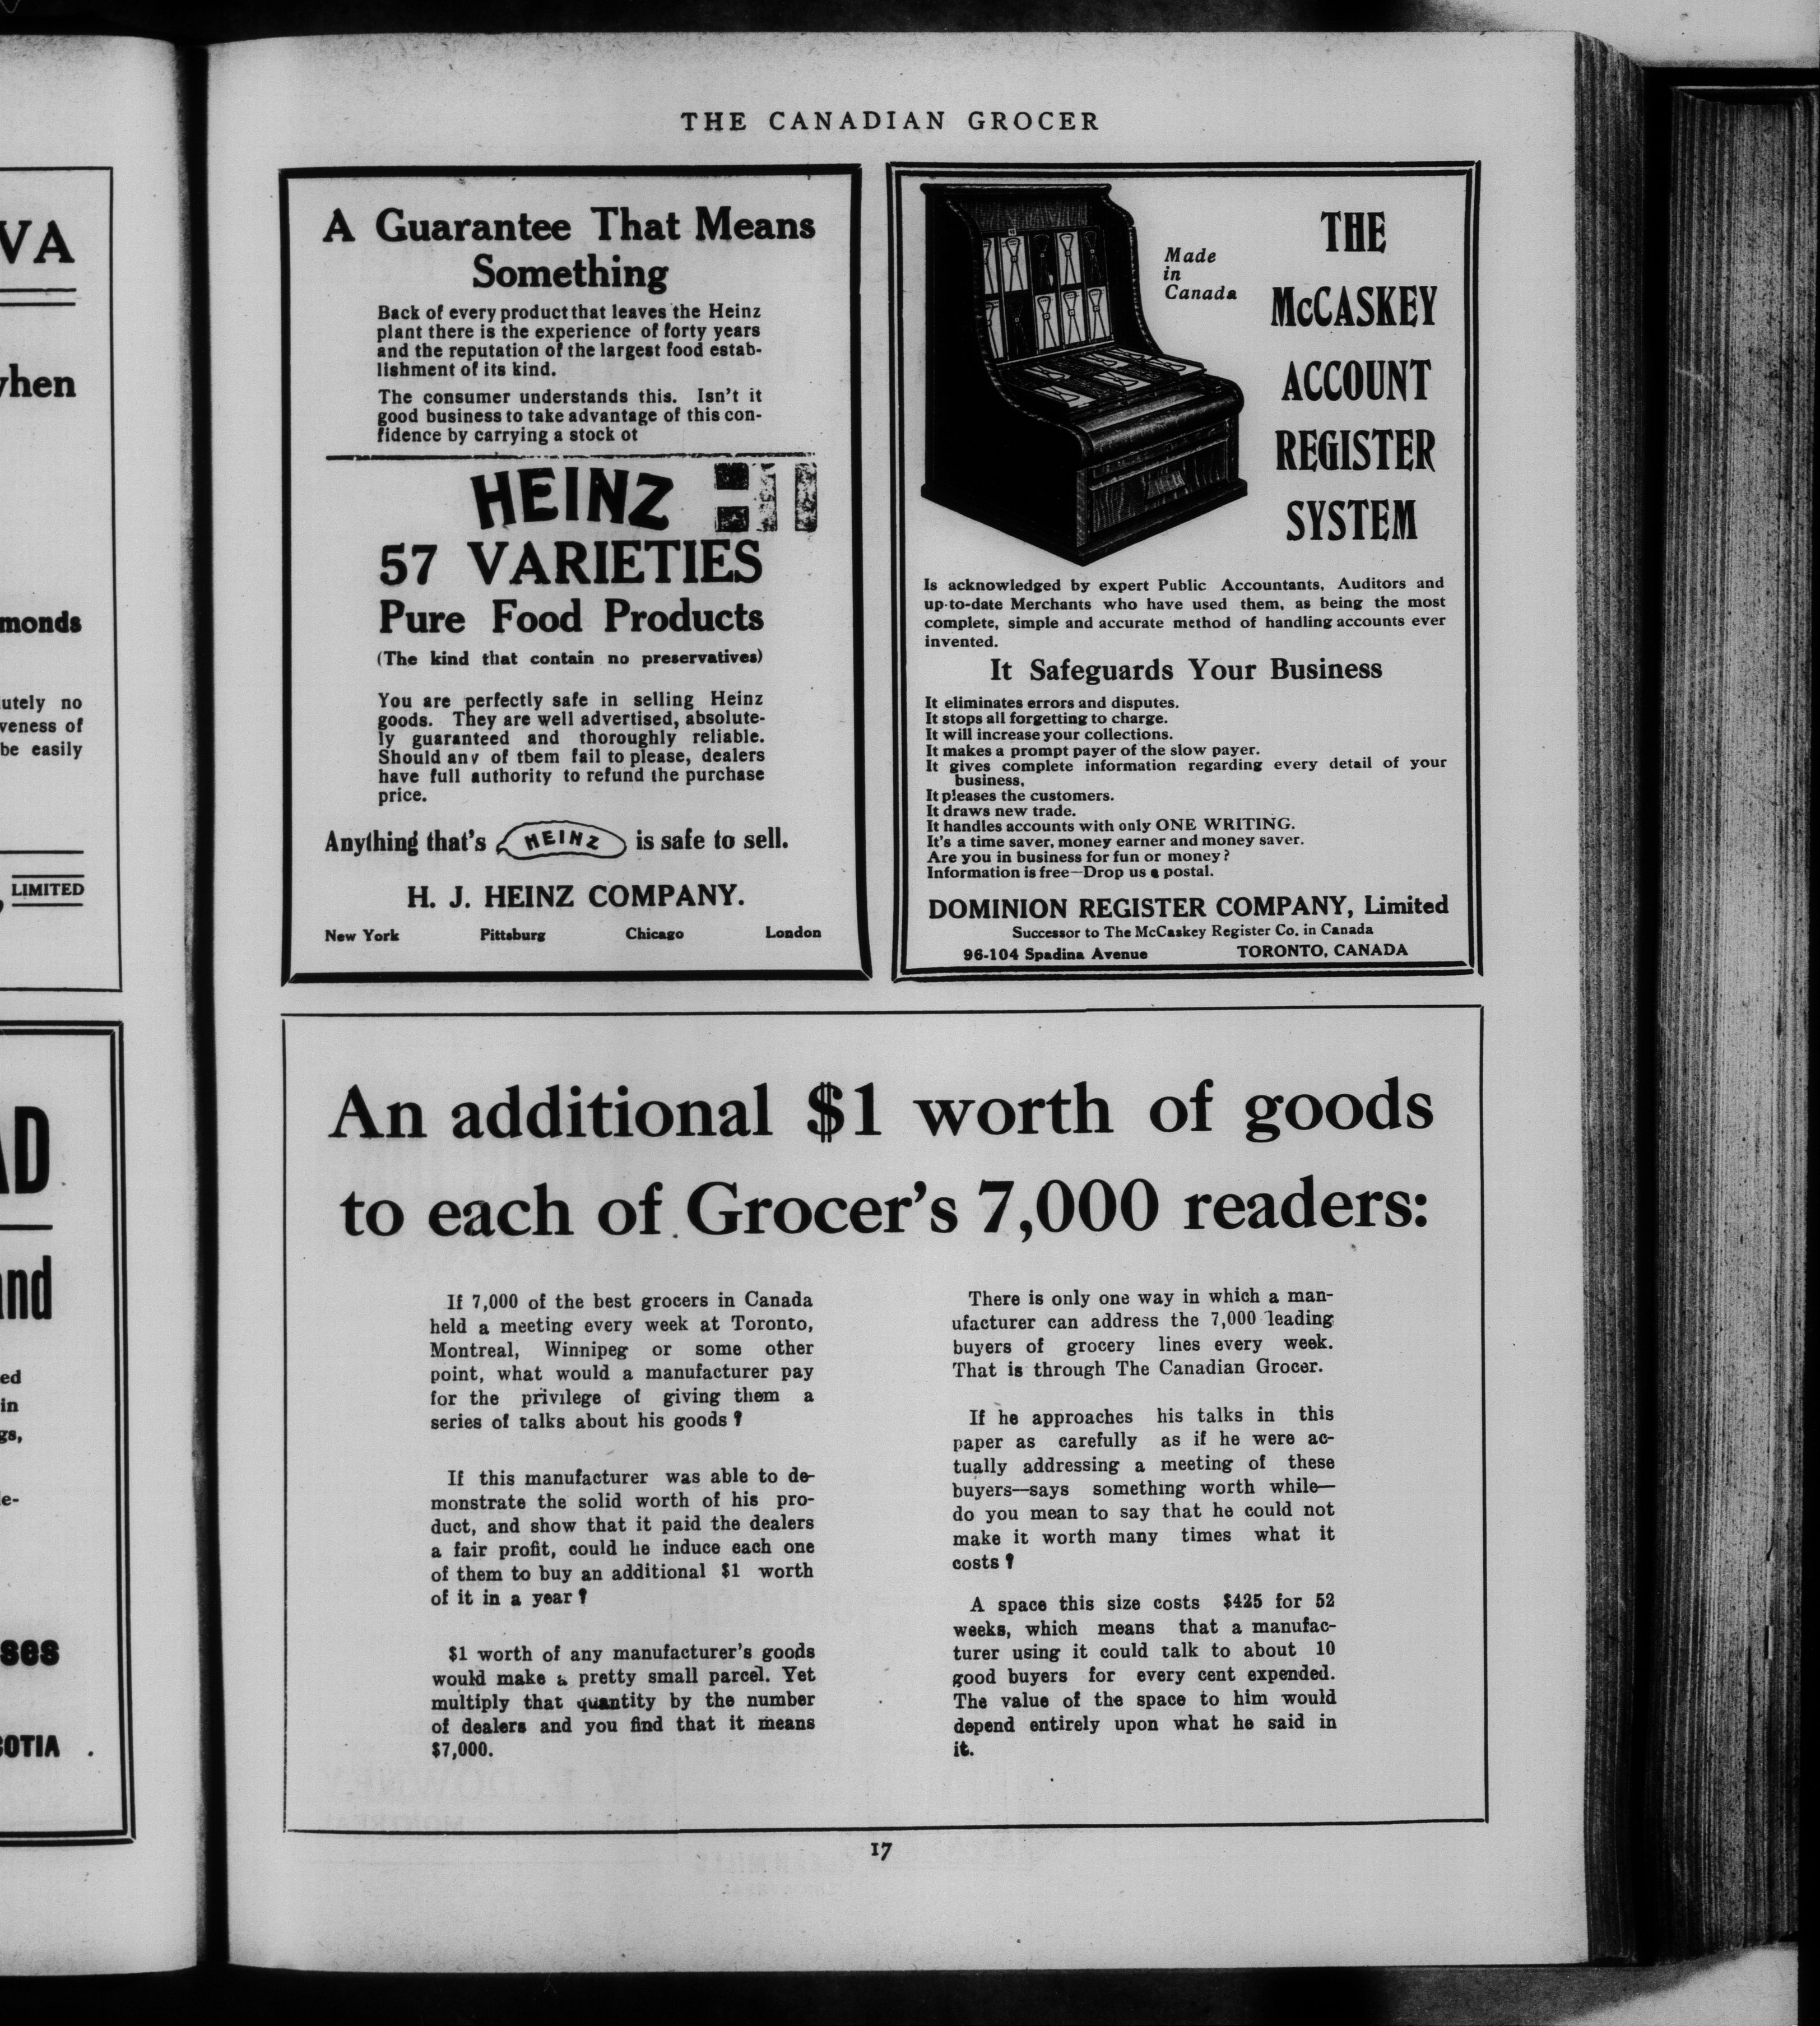 VA
when
monds
utely no
veness of
be easily
LIMITED
AD
and
ed
in
gs,
e-
ses
COTIA
THE CANADIAN GROCER
A Guarantee That Means
Something
Back of every product that leaves the Heinz
plant there is the experience of forty years
and the reputation of the largest food estab-
lishment of its kind.
The consumer understands this. Isn't it
good business to take advantage of this con-
fidence by carrying a stock ot
HEINZ
57 VARIETIES
Pure Food Products
(The kind that contain no preservatives)
You are perfectly safe in selling Heinz
goods. They are well advertised, absolute-
ly guaranteed and thoroughly reliable.
Should any of tbem fail to please, dealers
have full authority to refund the purchase
price.
Anything that's HEINZ is safe to sell.
H. J. HEINZ COMPANY.
New York Pittsburg Chicago London
Made
in
Canada
THE
McCASKEY
ACCOUNT
REGISTER
SYSTEM
Is acknowledged by expert Public Accountants, Auditors and
up-to-date Merchants who have used them, as being the most
complete, simple and accurate method of handling accounts ever
invented.
It Safeguards Your Business
It eliminates errors and disputes.
It stops all forgetting to charge.
It will increase your collections.
It makes a prompt payer of the slow payer.
It gives complete information regarding every detail of your
business,
It pleases the customers.
It draws new trade.
It handles accounts with only ONE WRITING.
It's a time saver, money earner and money saver.
Are you in business for fun or money?
Information is free—Drop us a postal.
DOMINION REGISTER COMPANY, Limited
Successor to The McCaskey Register Co. in Canada
96-104 Spadina Avenue TORONTO, CANADA
An additional $1 worth of goods
to each of Grocer's 7,000 readers:
If 7,000 of the best grocers in Canada
held a meeting every week at Toronto,
Montreal, Winnipeg or some other
point, what would a manufacturer pay
for the privilege of giving them a
series of talks about his goods?
If this manufacturer was able to de-
monstrate the solid worth of his pro-
duct, and show that it paid the dealers
a fair profit, could he induce each one
of them to buy an additional $1 worth
of it in a year?
$1 worth of any manufacturer's goods
would make a pretty small parcel. Yet
multiply that quantity by the number
of dealers and you find that it means
$7,000.
There is only one way in which a man-
ufacturer can address the 7,000 leading
buyers of grocery lines every week.
That is through The Canadian Grocer.
If he approaches his talks in this
paper as carefully as if he were ac-
tually addressing a meeting of these
buyers—says something worth while—
do you mean to say that he could not
make it worth many times what it
costs?
A space this size costs $425 for 52
weeks, which means that a manufac-
turer using it could talk to about 10
good buyers for every cent expended.
The value of the space to him would
depend entirely upon what he said in
it.
17